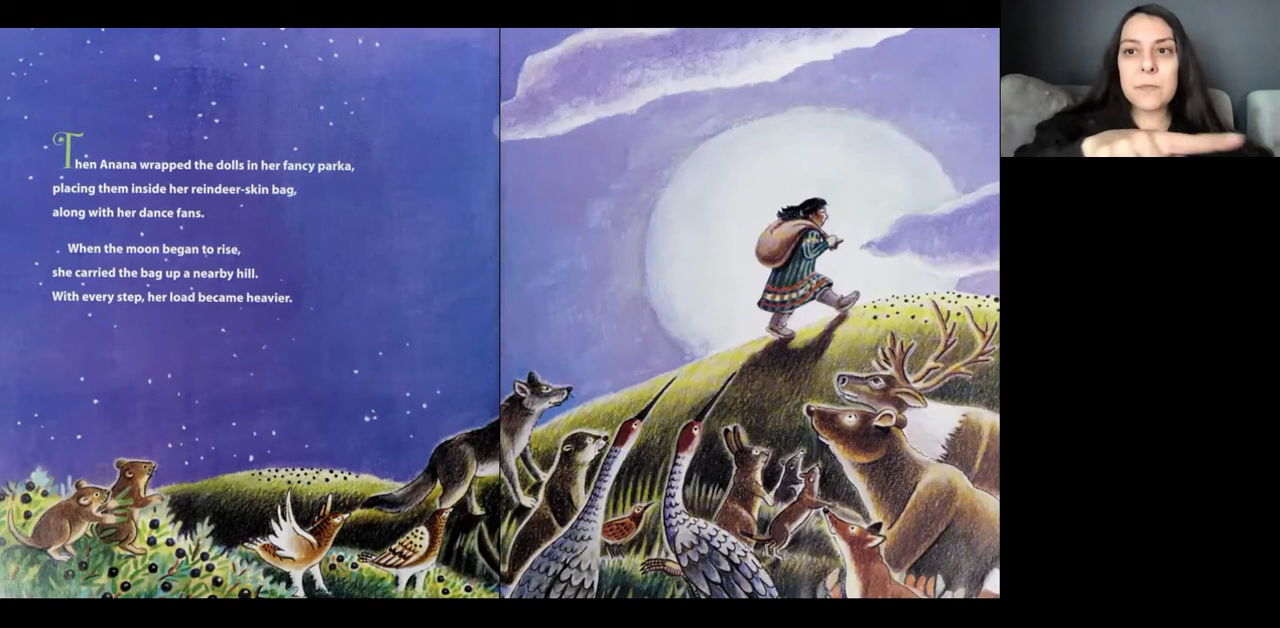 Then Anana wrapped the dolls in her fancy parka,
placing them inside her reindeer-skin bag,
along with her dance fans.
When the moon began to rise,
she carried the bag up a nearby hill.
With every step, her load became heavier.